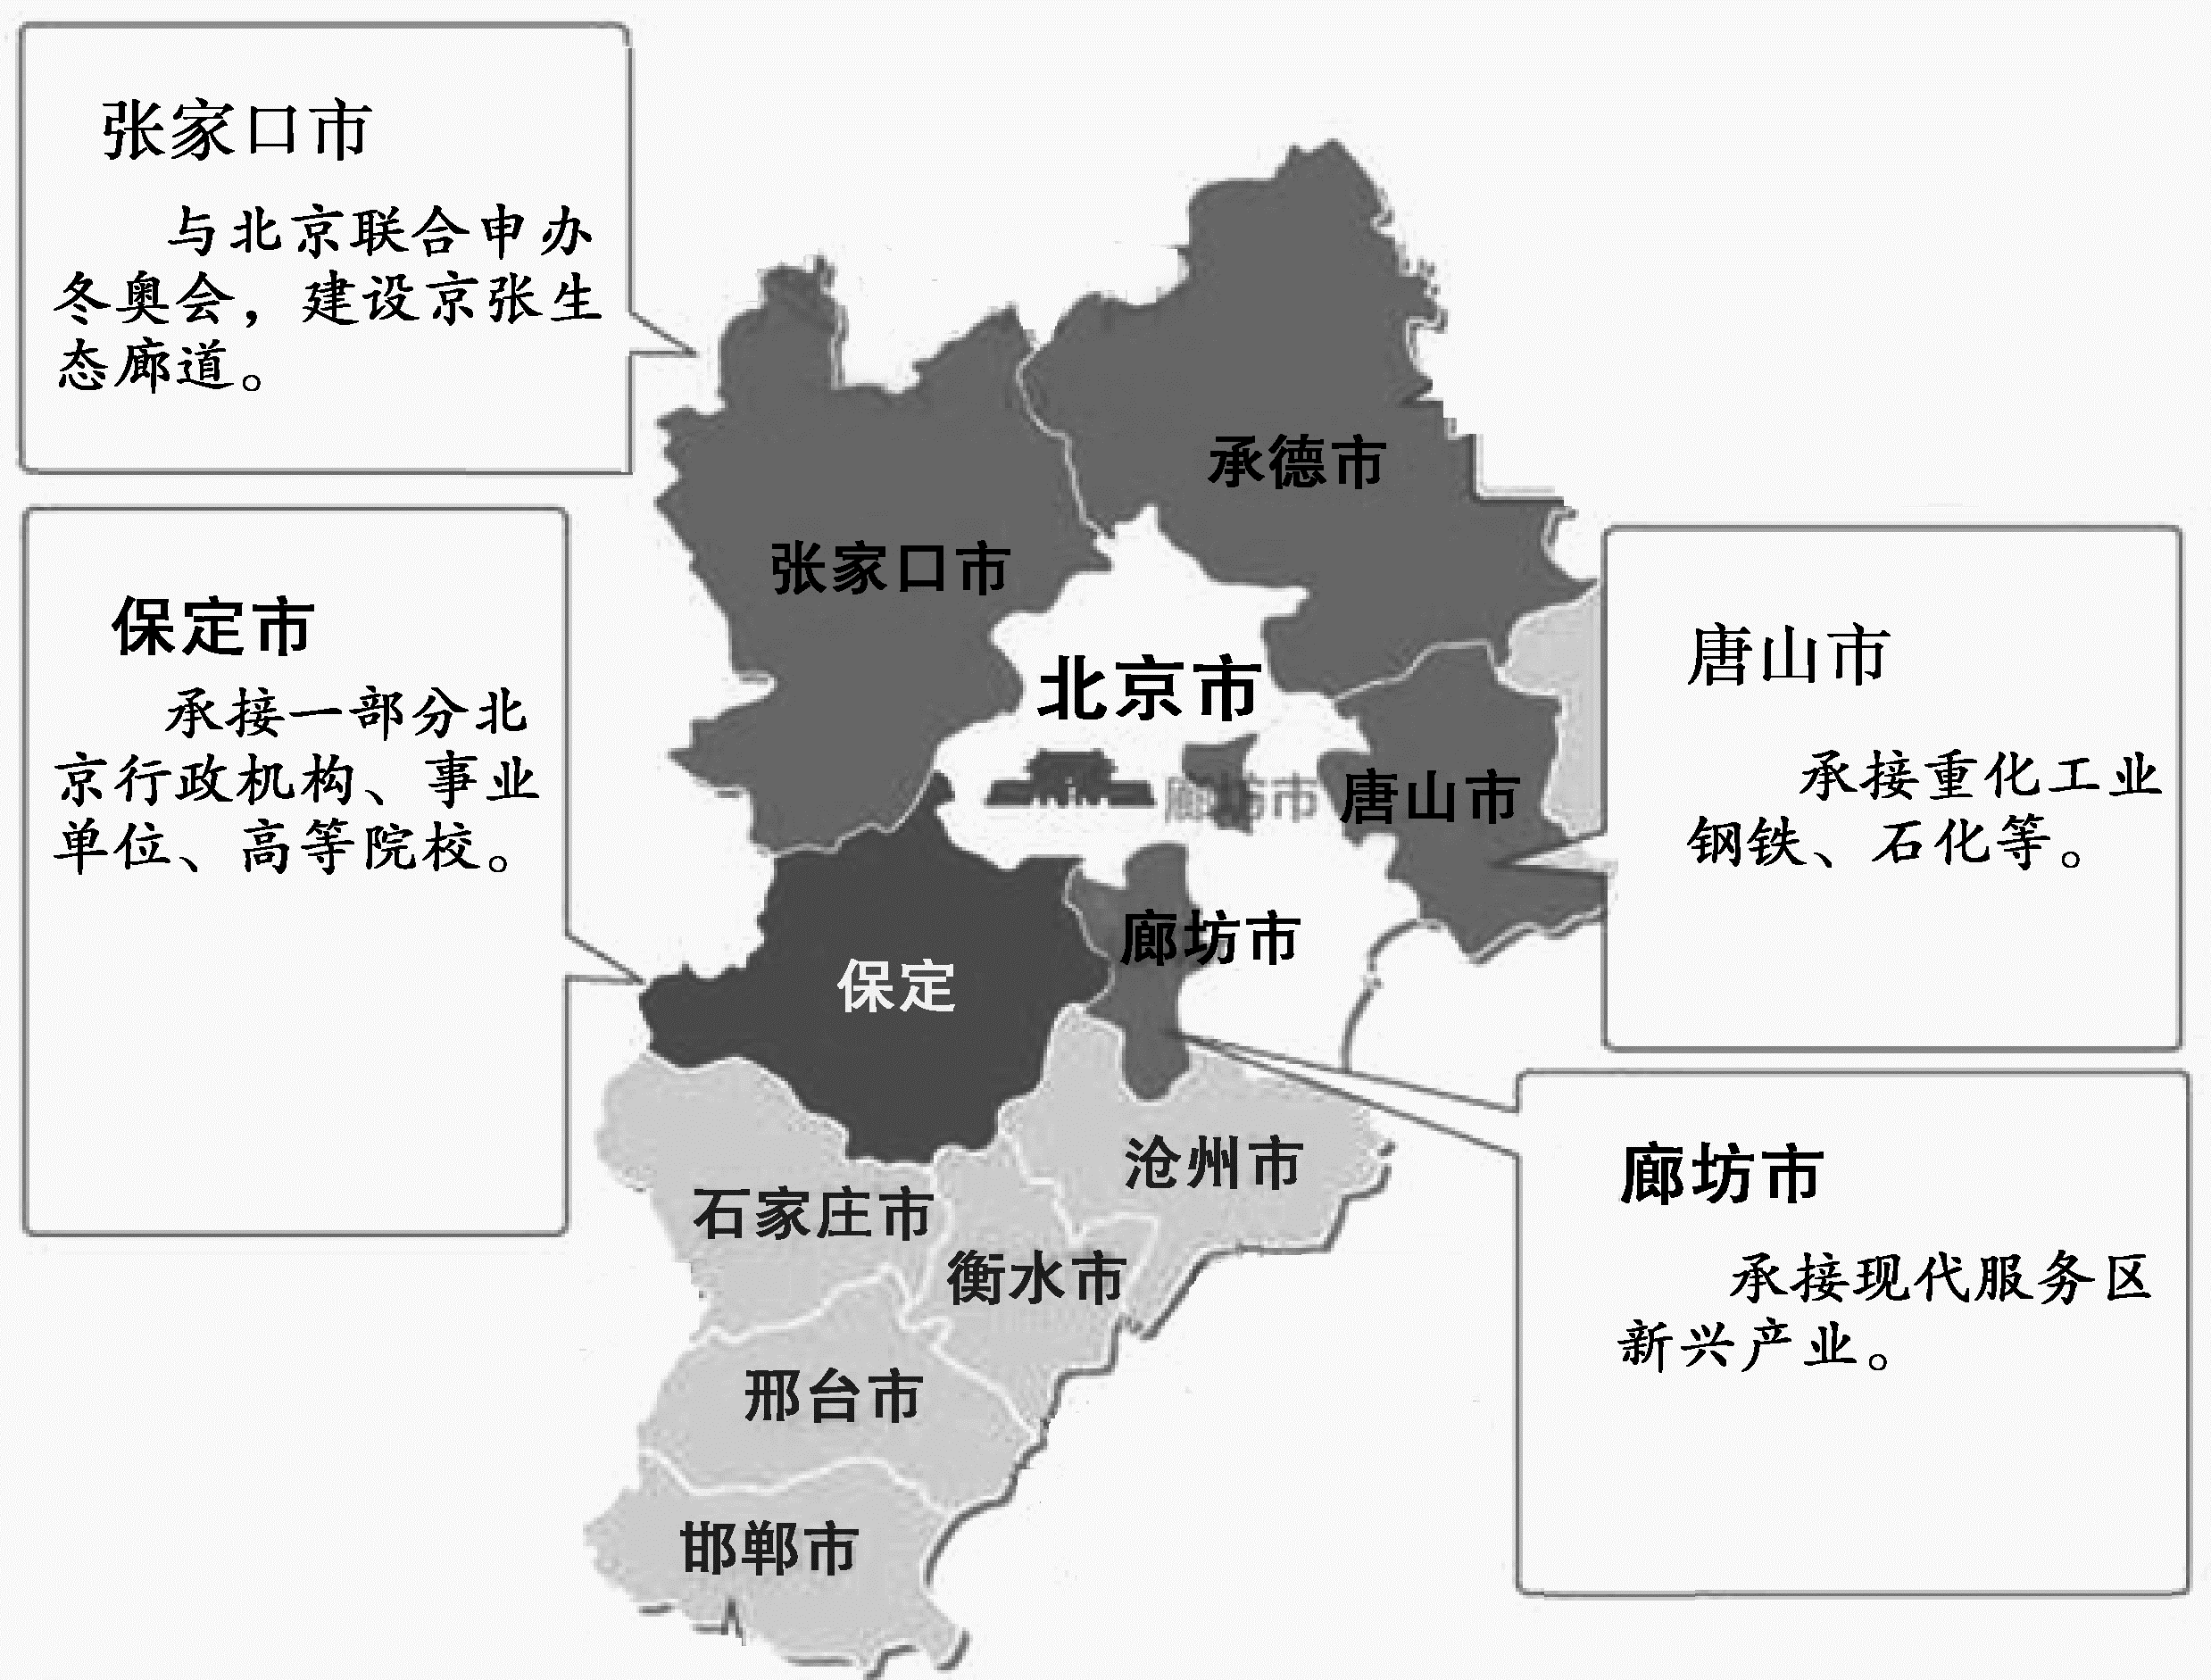 张家口市
与北京联合申办
冬奥会，建设京张生
态廊道。
保定市
承接一部分北
京行政机构、事业
单位、高等院校。
承德市
张家口市
北京市
廊坊市
唐山市
保定
廊坊市
沧州市
石家庄市
衡水市
邢台市
邯郸市
唐山市
承接重化工业
钢铁、石化等。
廊坊市
承接现代服务区
新兴产业。